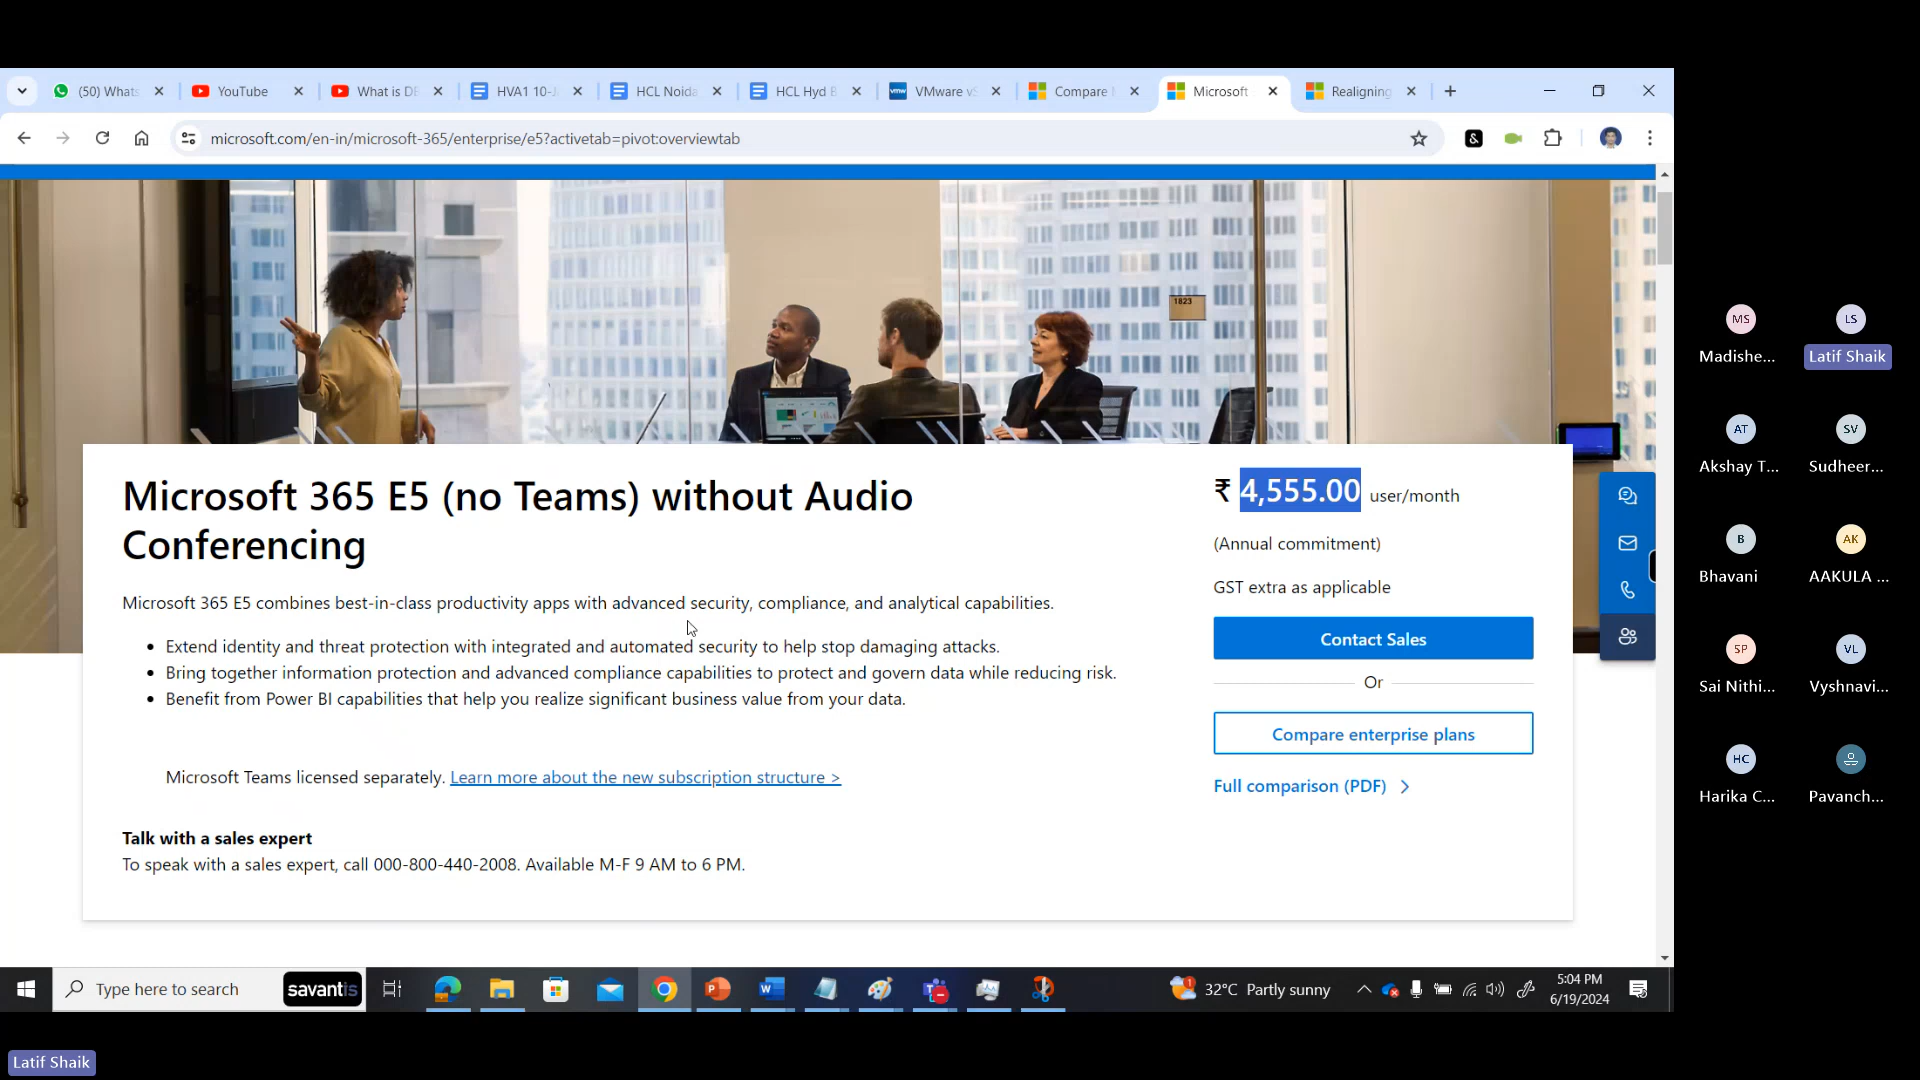 (50) Whats
YouTube
What is DE
HVA1 10-J
HCL Noida
HCL Hyd B
vmw
VMware vS
Compare M
Microsoft
Realigning
microsoft.com/en-in/microsoft-365/enterprise/e5?activetab=pivot:overviewtab
1823
Microsoft 365 E5 (no Teams) without Audio
Conferencing
Microsoft 365 E5 combines best-in-class productivity apps with advanced security, compliance, and analytical capabilities.
• Extend identity and threat protection with integrated and automated security to help stop damaging attacks.
• Bring together information protection and advanced compliance capabilities to protect and govern data while reducing risk.
• Benefit from Power BI capabilities that help you realize significant business value from your data.
Microsoft Teams licensed separately. Learn more about the new subscription structure >
Talk with a sales expert
To speak with a sales expert, call 000-800-440-2008. Available M-F 9 AM to 6 PM.
₹ 4,555.00 user/month
(Annual commitment)
GST extra as applicable
Contact Sales
Or
Compare enterprise plans
Full comparison (PDF)
MS
Madishe...
LS
Latif Shaik
AT
Akshay T...
SV
Sudheer...
B
Bhavani
AK
AAKULA ...
SP
Sai Nithi...
VL
Vyshnavi...
HC
Harika C...
Pavanch...
Type here to search
savantis
32°C Partly sunny
5:04 PM
6/19/2024
Latif Shaik